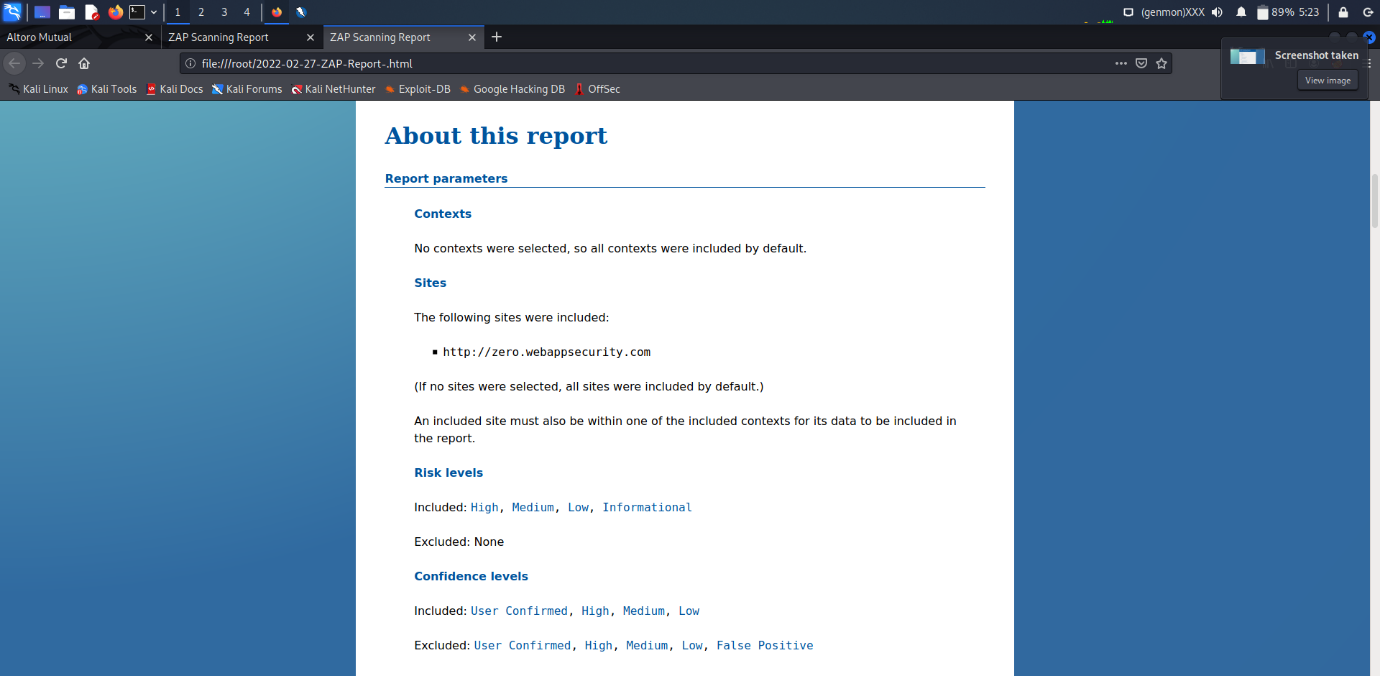 1 2 3 4 (genmon)XXX 89% 5:23
Altoro Mutual ZAP Scanning Report ZAP Scanning Report
Screenshot taken
file:///root/2022-02-27-ZAP-Report-.html
View image
Kali Linux Kali Tools Kali Docs Kali Forums Kali NetHunter Exploit-DB Google Hacking DB OffSec
About this report
Report parameters
Contexts
No contexts were selected, so all contexts were included by default.
Sites
The following sites were included:
http://zero.webappsecurity.com
(If no sites were selected, all sites were included by default.)
An included site must also be within one of the included contexts for its data to be included in
the report.
Risk levels
Included: High, Medium, Low, Informational
Excluded: None
Confidence levels
Included: User Confirmed, High, Medium, Low
Excluded: User Confirmed, High, Medium, Low, False Positive